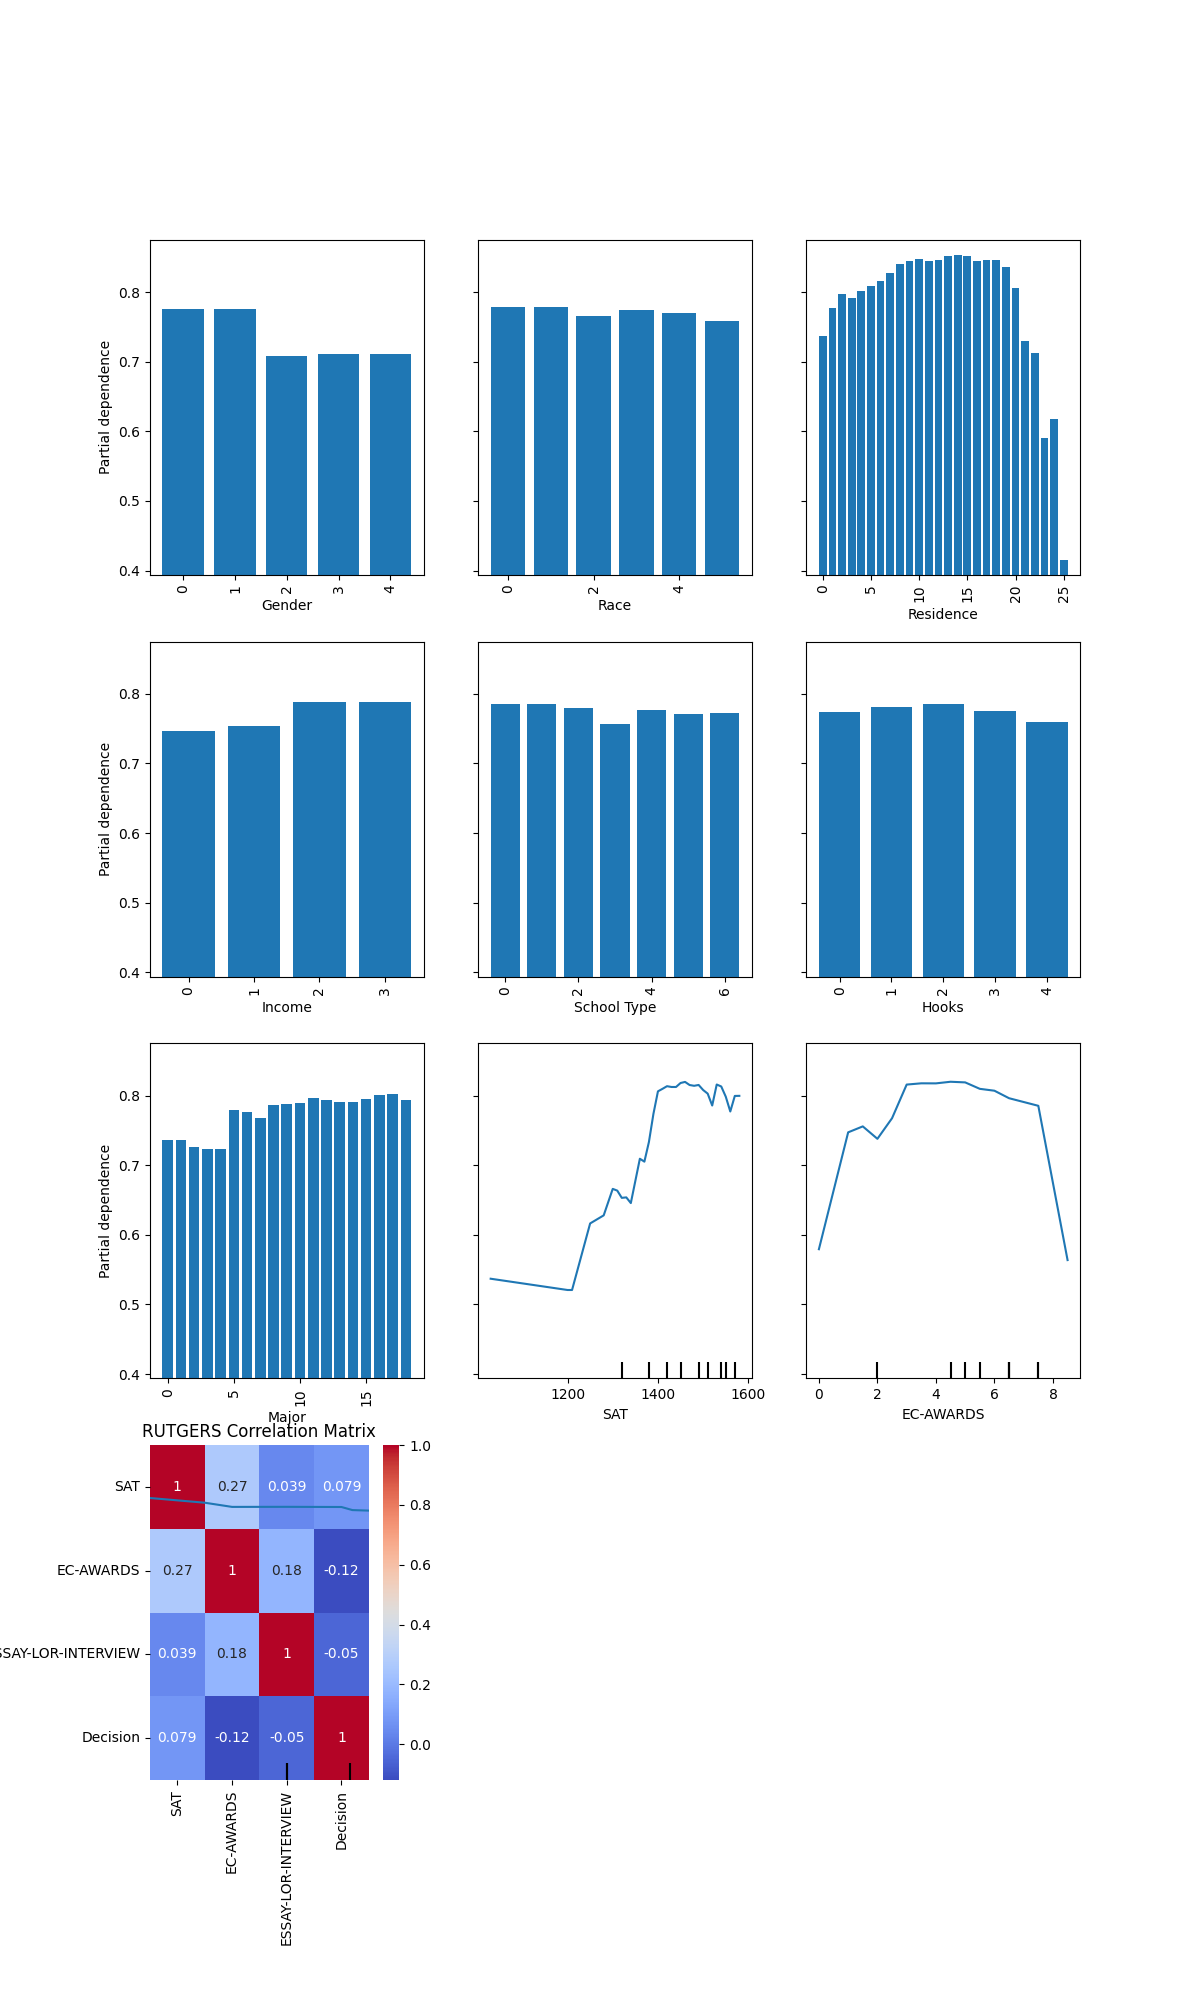 0.8
0.7
0.6
0.5
0.4
Partial dependence
0 1 2 3 4
Gender
0 2 4
Race
0 5 10 15 20 25
Residence
0.8
0.7
0.6
0.5
0.4
Partial dependence
0 1 2 3
Income
0 2 4 6
School Type
0 1 2 3 4
Hooks
0.8
0.7
0.6
0.5
0.4
Partial dependence
0 5 10 15
Major
1200 1400 1600
SAT
0 2 4 6 8
EC-AWARDS
RUTGERS Correlation Matrix
SAT 1 0.27 0.039 0.079
EC-AWARDS 0.27 1 0.18 -0.12
SSAY-LOR-INTERVIEW 0.039 0.18 1 -0.05
Decision 0.079 -0.12 -0.05 1
SAT
EC-AWARDS
ESSAY-LOR-INTERVIEW
Decision
1.0
0.8
0.6
0.4
0.2
0.0